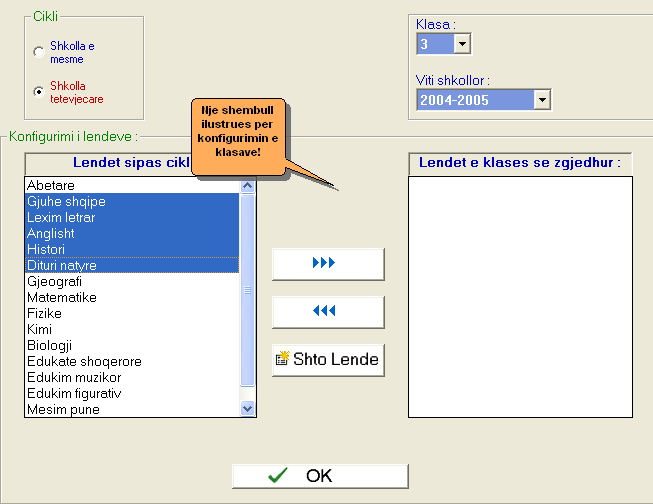 Cikli
Shkolla e
mesme
Shkolla
tetevjecare
Klasa :
3
Viti shkollor :
2004-2005
Nje shembull
ilustrues per
konfigurimin e
klasave!
Konfigurimi i lendeve :
Lendet sipas cikl
Abetare
Gjuhe shqipe
Lexim letrar
Anglisht
Histori
Dituri natyre
Gjeografi
Matematike
Fizike
Kimi
Biologji
Edukate shoqerore
Edukim muzikor
Edukim figurativ
Mesim pune
Shto Lende
Lendet e klases se zgjedhur :
OK